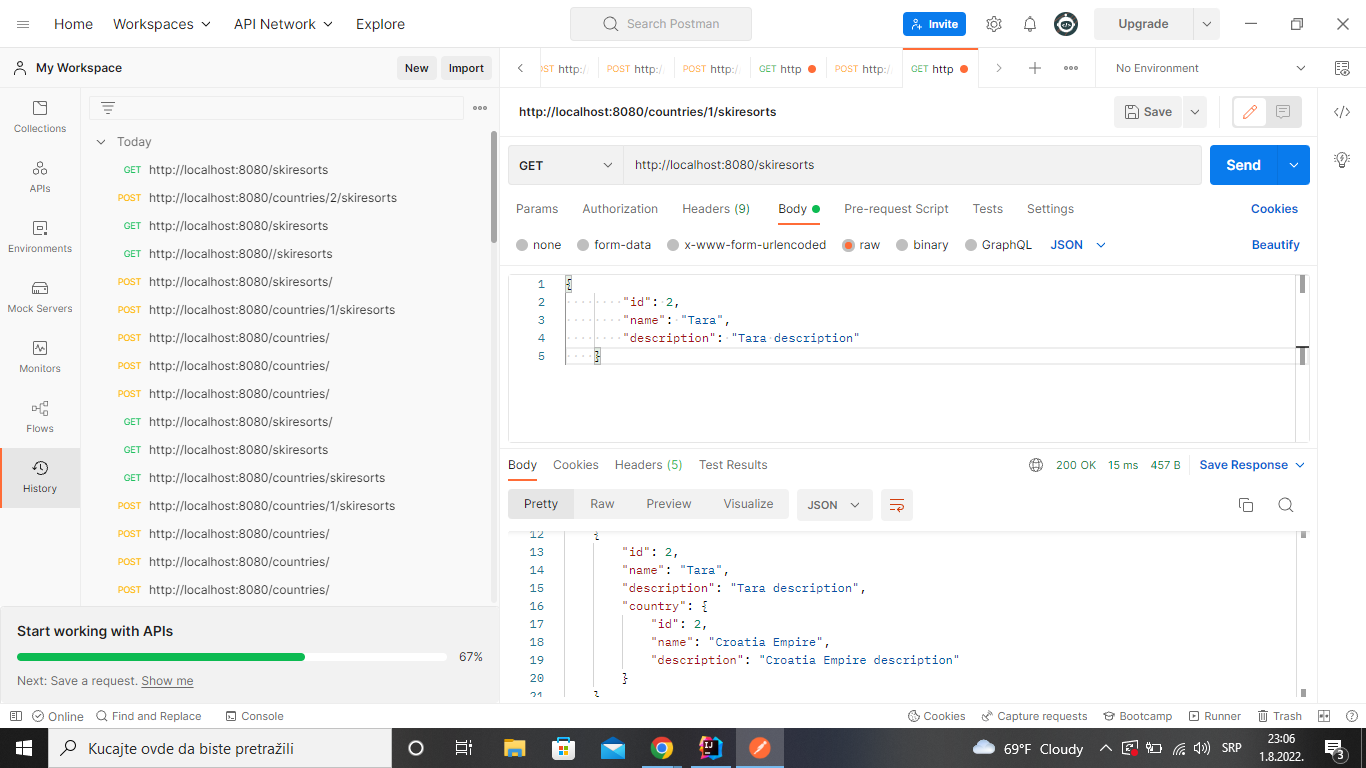 Home Workspaces API Network Explore Search Postman Invite Upgrade
My Workspace New Import
POST http:/ POST http:/ POST http:/ GET http POST http:/ GET http No Environment
Collections
APIs
Environments
Mock Servers
Monitors
Flows
History
Today
GET http://localhost:8080/skiresorts
POST http://localhost:8080/countries/2/skiresorts
GET http://localhost:8080/skiresorts
GET http://localhost:8080//skiresorts
POST http://localhost:8080/skiresorts/
POST http://localhost:8080/countries/1/skiresorts
POST http://localhost:8080/countries/
POST http://localhost:8080/countries/
POST http://localhost:8080/countries/
GET http://localhost:8080/skiresorts/
GET http://localhost:8080/skiresorts
GET http://localhost:8080/countries/skiresorts
POST http://localhost:8080/countries/1/skiresorts
POST http://localhost:8080/countries/
POST http://localhost:8080/countries/
POST http://localhost:8080/countries/
Start working with APIs
67%
Next: Save a request. Show me
http://localhost:8080/countries/1/skiresorts Save
GET http://localhost:8080/skiresorts Send
Params Authorization Headers (9) Body Pre-request Script Tests Settings Cookies
none form-data x-www-form-urlencoded raw binary GraphQL JSON Beautify
1 {
2 "id": 2,
3 "name": "Tara",
4 "description": "Tara description"
5 }
Body Cookies Headers (5) Test Results 200 OK 15 ms 457 B Save Response
Pretty Raw Preview Visualize JSON
12 {
13 "id": 2,
14 "name": "Tara",
15 "description": "Tara description",
16 "country": {
17 "id": 2,
18 "name": "Croatia Empire",
19 "description": "Croatia Empire description"
20 }
21 }
Online Find and Replace Console Cookies Capture requests Bootcamp Runner Trash
Kucajte ovde da biste pretražili 69°F Cloudy SRP 23:06
1.8.2022. 3